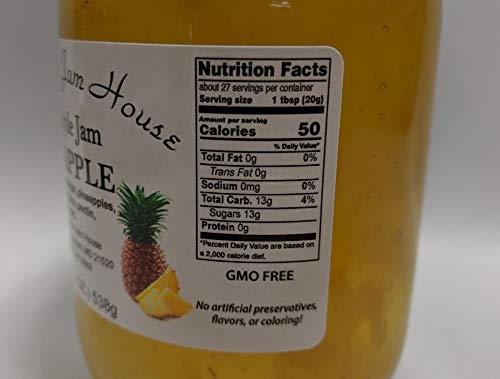 Jam House
Jam
pineapples,
pectin,
House
MD 21520
538g
Nutrition Facts
about 27 servings per container
Serving size 1 tbsp (20g)
Amount per serving
Calories 50
% Daily Value*
Total Fat 0g 0%
Trans Fat 0g
Sodium 0mg 0%
Total Carb. 13g 4%
Sugars 13g
Protein 0g
*Percent Daily Value are based on
a 2,000 calorie diet.
GMO FREE
No artificial preservatives,
flavors, or coloring!